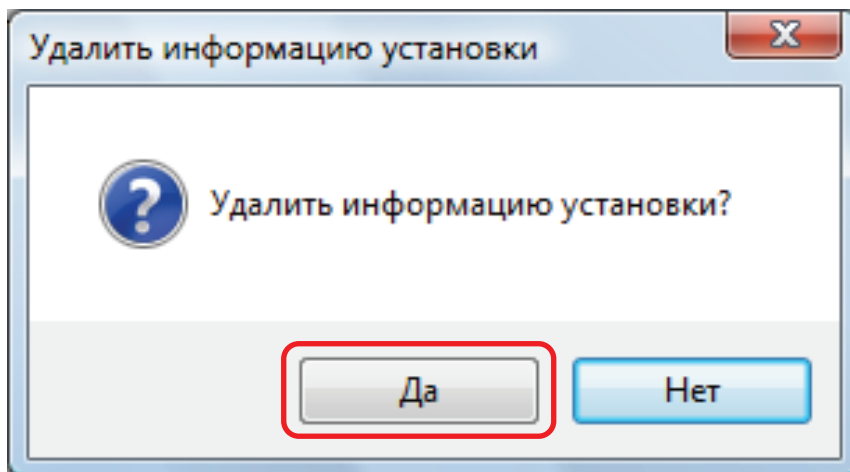 Удалить информацию установки
Удалить информацию установки?
Да
Нет